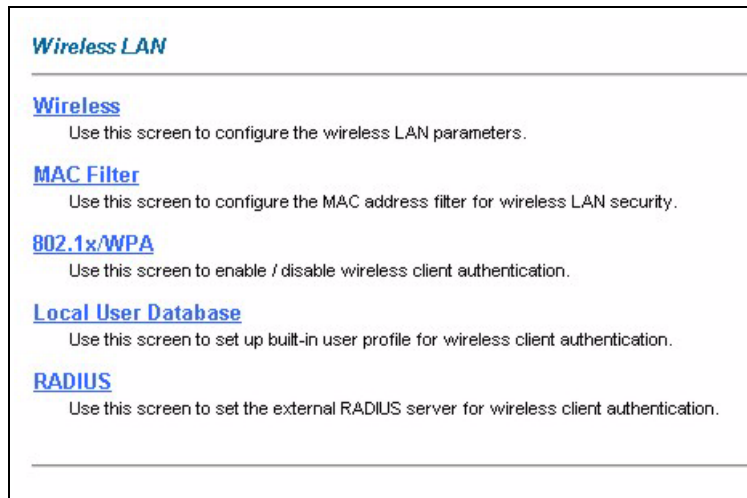 Wireless LAN
Wireless
Use this screen to configure the wireless LAN parameters.
MAC Filter
Use this screen to configure the MAC address filter for wireless LAN security.
802.1x/WPA
Use this screen to enable / disable wireless client authentication.
Local User Database
Use this screen to set up built-in user profile for wireless client authentication.
RADIUS
Use this screen to set the external RADIUS server for wireless client authentication.